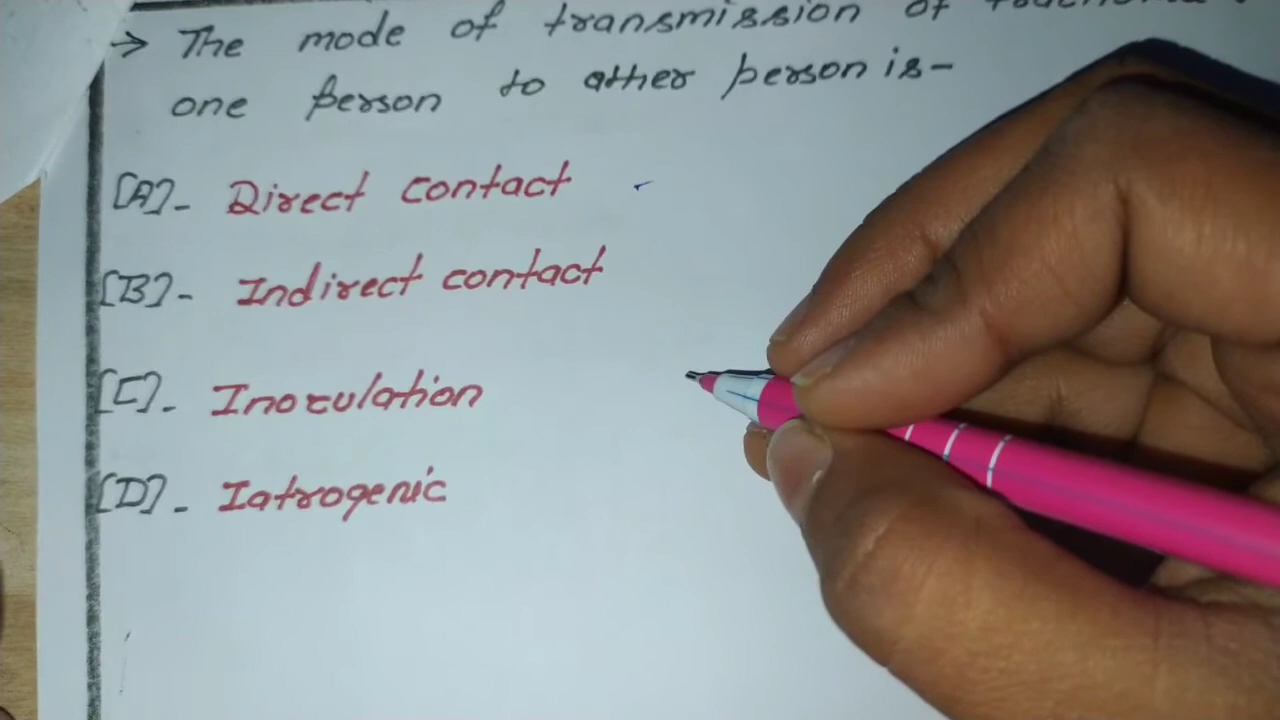 → The mode of transmission of
one person to other person is-
[A]- Direct contact
[B]- Indirect contact
[C]- Inoculation
[D]- Iatrogenic